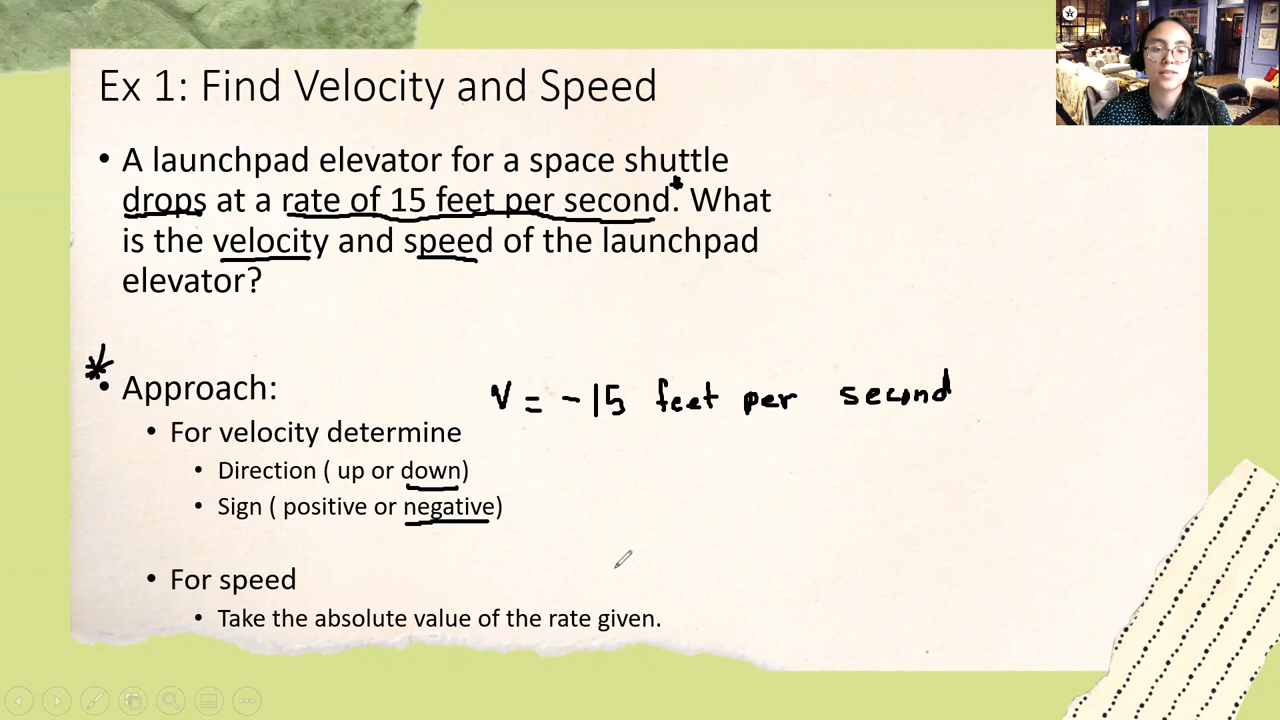 Ex 1: Find Velocity and Speed
• A launchpad elevator for a space shuttle
drops at a rate of 15 feet per second. What
is the velocity and speed of the launchpad
elevator?
• Approach:
v = -15 feet per second
• For velocity determine
• Direction ( up or down)
• Sign ( positive or negative)
• For speed
• Take the absolute value of the rate given.